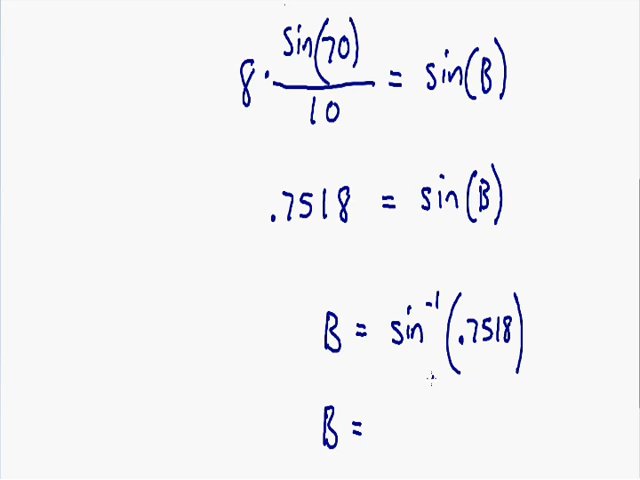 8 · sin(70)/10 = sin(B)
.7518 = sin(B)
B = sin⁻¹(.7518)
B =